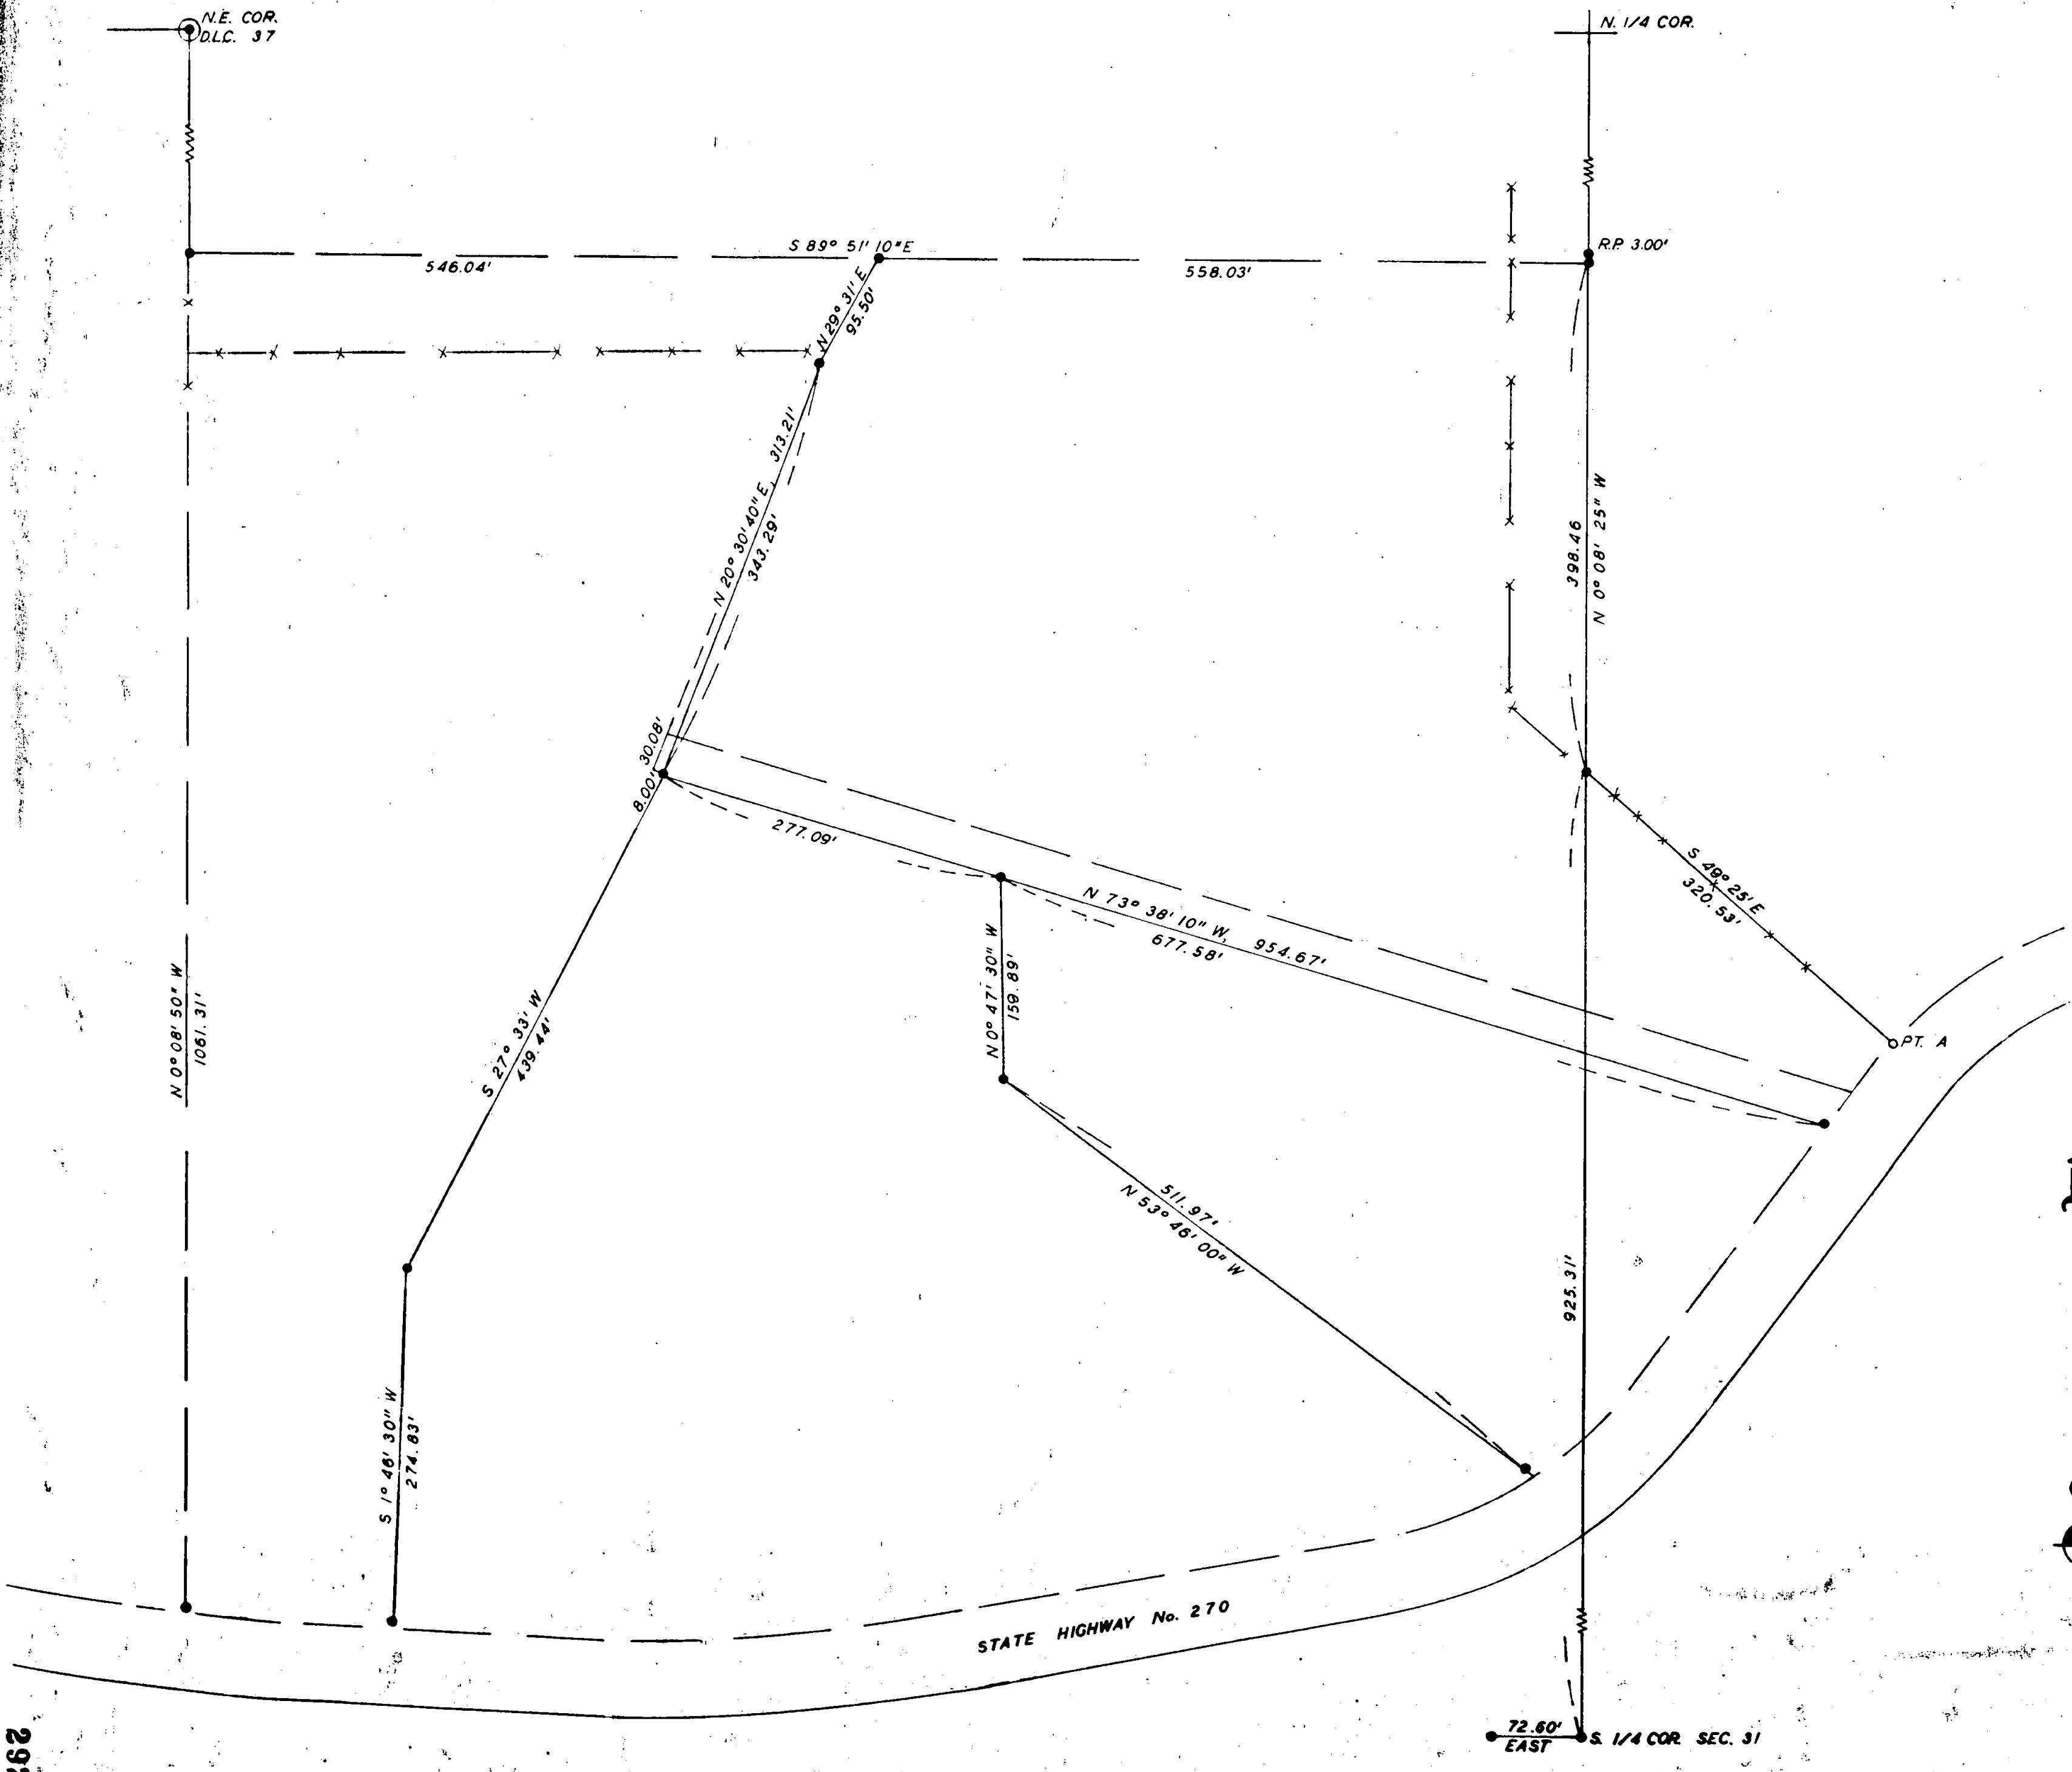 N.E. COR.
D.L.C. 37
N. 1/4 COR.
R.P. 3.00'
S 89° 51' 10" E
546.04'
558.03'
N 29° 31' E
95.50'
N 20° 30' 40" E, 313.21'
343.29'
398.46
N 0° 08' 25" W
30.08'
8.00'
277.09'
S 49° 25' E
320.53'
N 73° 38' 10" W, 954.67'
677.58'
N 0° 47' 30" W
159.89'
PT. A
N 0° 08' 50" W
1061.31'
S 27° 33' W
439.44'
511.97'
N 53° 46' 00" W
925.31'
S 1° 46' 30" W
274.83'
STATE HIGHWAY No. 270
72.60'
EAST
S. 1/4 COR. SEC. 31